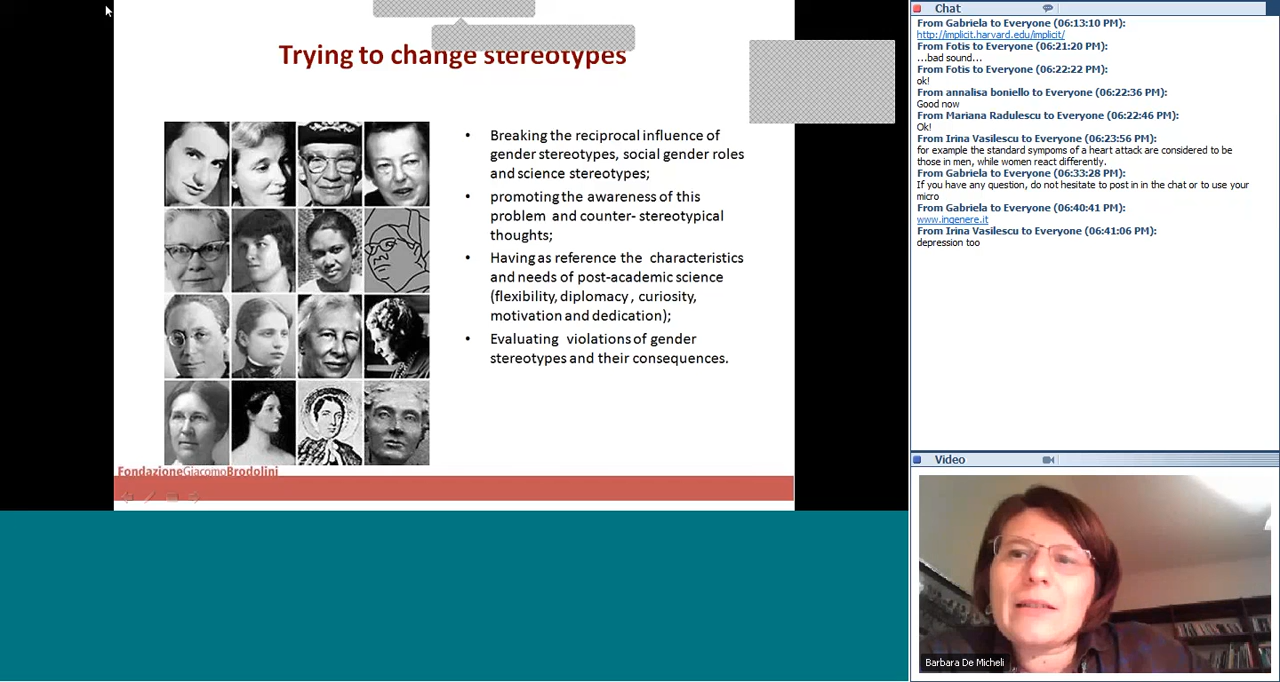 Trying to change stereotypes
• Breaking the reciprocal influence of
gender stereotypes, social gender roles
and science stereotypes;
• promoting the awareness of this
problem and counter- stereotypical
thoughts;
• Having as reference the characteristics
and needs of post-academic science
(flexibility, diplomacy , curiosity,
motivation and dedication);
• Evaluating violations of gender
stereotypes and their consequences.
FondazioneGiacomoBrodolini
Chat
From Gabriela to Everyone (06:13:10 PM):
http://implicit.harvard.edu/implicit/
From Fotis to Everyone (06:21:20 PM):
...bad sound...
From Fotis to Everyone (06:22:22 PM):
ok!
From annalisa boniello to Everyone (06:22:36 PM):
Good now
From Mariana Radulescu to Everyone (06:22:46 PM):
Ok!
From Irina Vasilescu to Everyone (06:23:56 PM):
for example the standard sympoms of a heart attack are considered to be
those in men, while women react differently.
From Gabriela to Everyone (06:33:28 PM):
If you have any question, do not hesitate to post in in the chat or to use your
micro
From Gabriela to Everyone (06:40:41 PM):
www.ingenere.it
From Irina Vasilescu to Everyone (06:41:06 PM):
depression too
Video
Barbara De Micheli